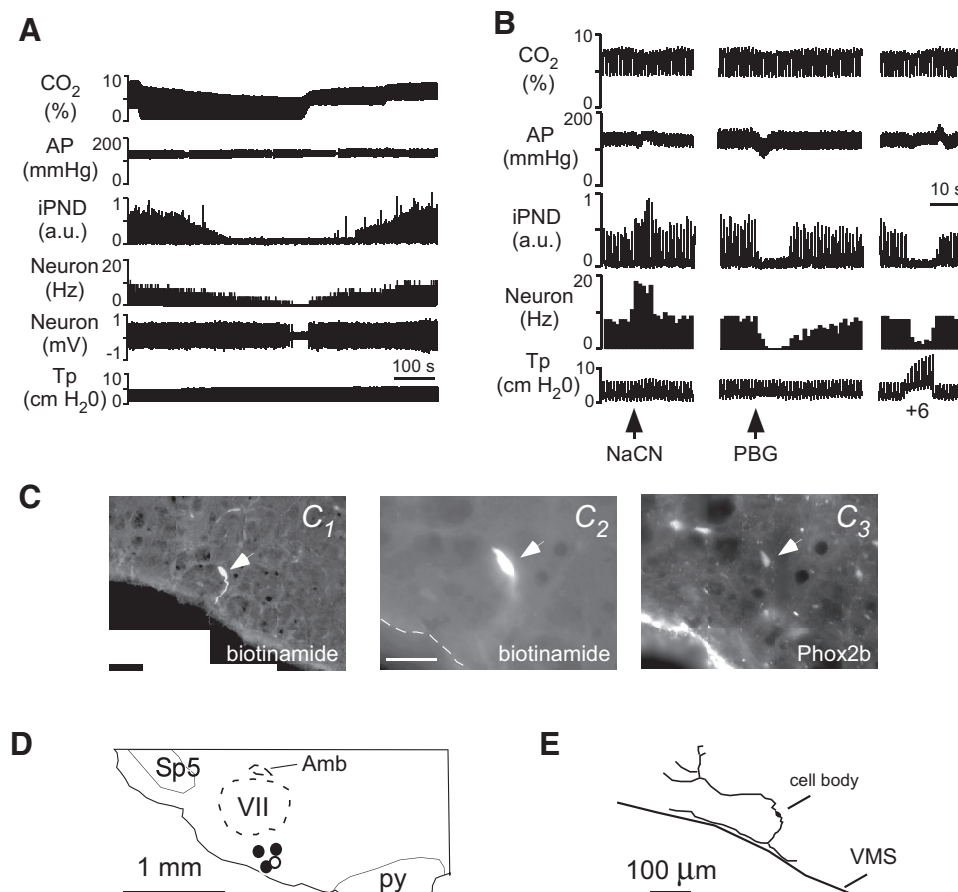 A
CO2
(%)
10
0
AP
(mmHg)
200
0
iPND
(a.u.)
1
0
Neuron
(Hz)
20
0
Neuron
(mV)
1
-1
100 s
Tp
(cm H20)
10
0
B
CO2
(%)
10
0
AP
(mmHg)
200
0
10 s
iPND
(a.u.)
1
0
Neuron
(Hz)
20
0
Tp
(cm H20)
10
0
+6
NaCN
PBG
C
C1
biotinamide
C2
biotinamide
C3
Phox2b
D
Sp5
Amb
VII
1 mm
py
E
cell body
VMS
100 µm